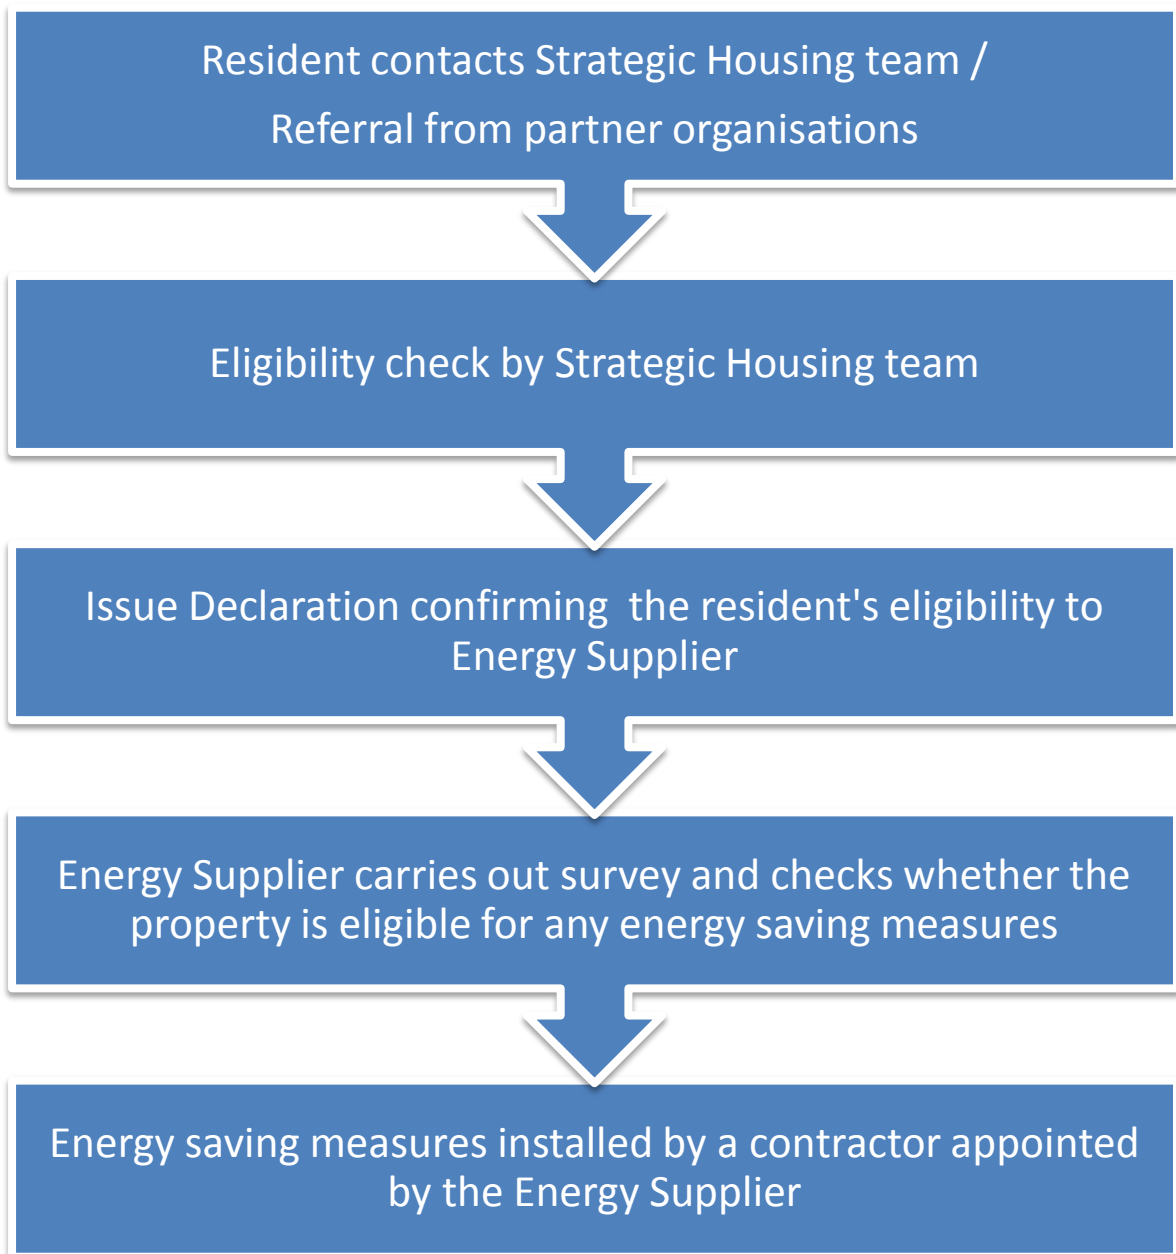 Resident contacts Strategic Housing team /
Referral from partner organisations
Eligibility check by Strategic Housing team
Issue Declaration confirming  the resident's eligibility to
Energy Supplier
Energy Supplier carries out survey and checks whether the
property is eligible for any energy saving measures
Energy saving measures installed by a contractor appointed
by the Energy Supplier